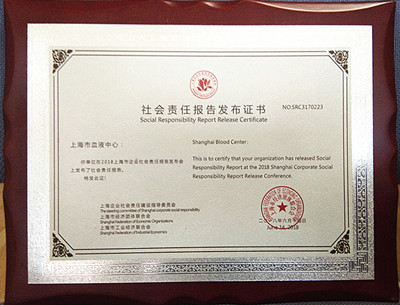 社会责任报告发布证书
Social Responsibility Report Release Certificate
NO.SRC3170223
上海市血液中心：
你单位在2018上海市企业社会责任报告发布会
上发布了社会责任报告。
特发此证！
Shanghai Blood Center:
This is to certify that your organization has released Social
Responsibility Report at the 2018 Shanghai Corporate Social
Responsibility Report Release Conference.
上海企业社会责任建设指导委员会
The steering committee of Shanghai corporate social responsibility
上海市经济团体联合会
Shanghai Federation of Economic Organizations
上海市工业经济联合会
Shanghai Federation of Industrial Economics
二〇一八年六月
2018